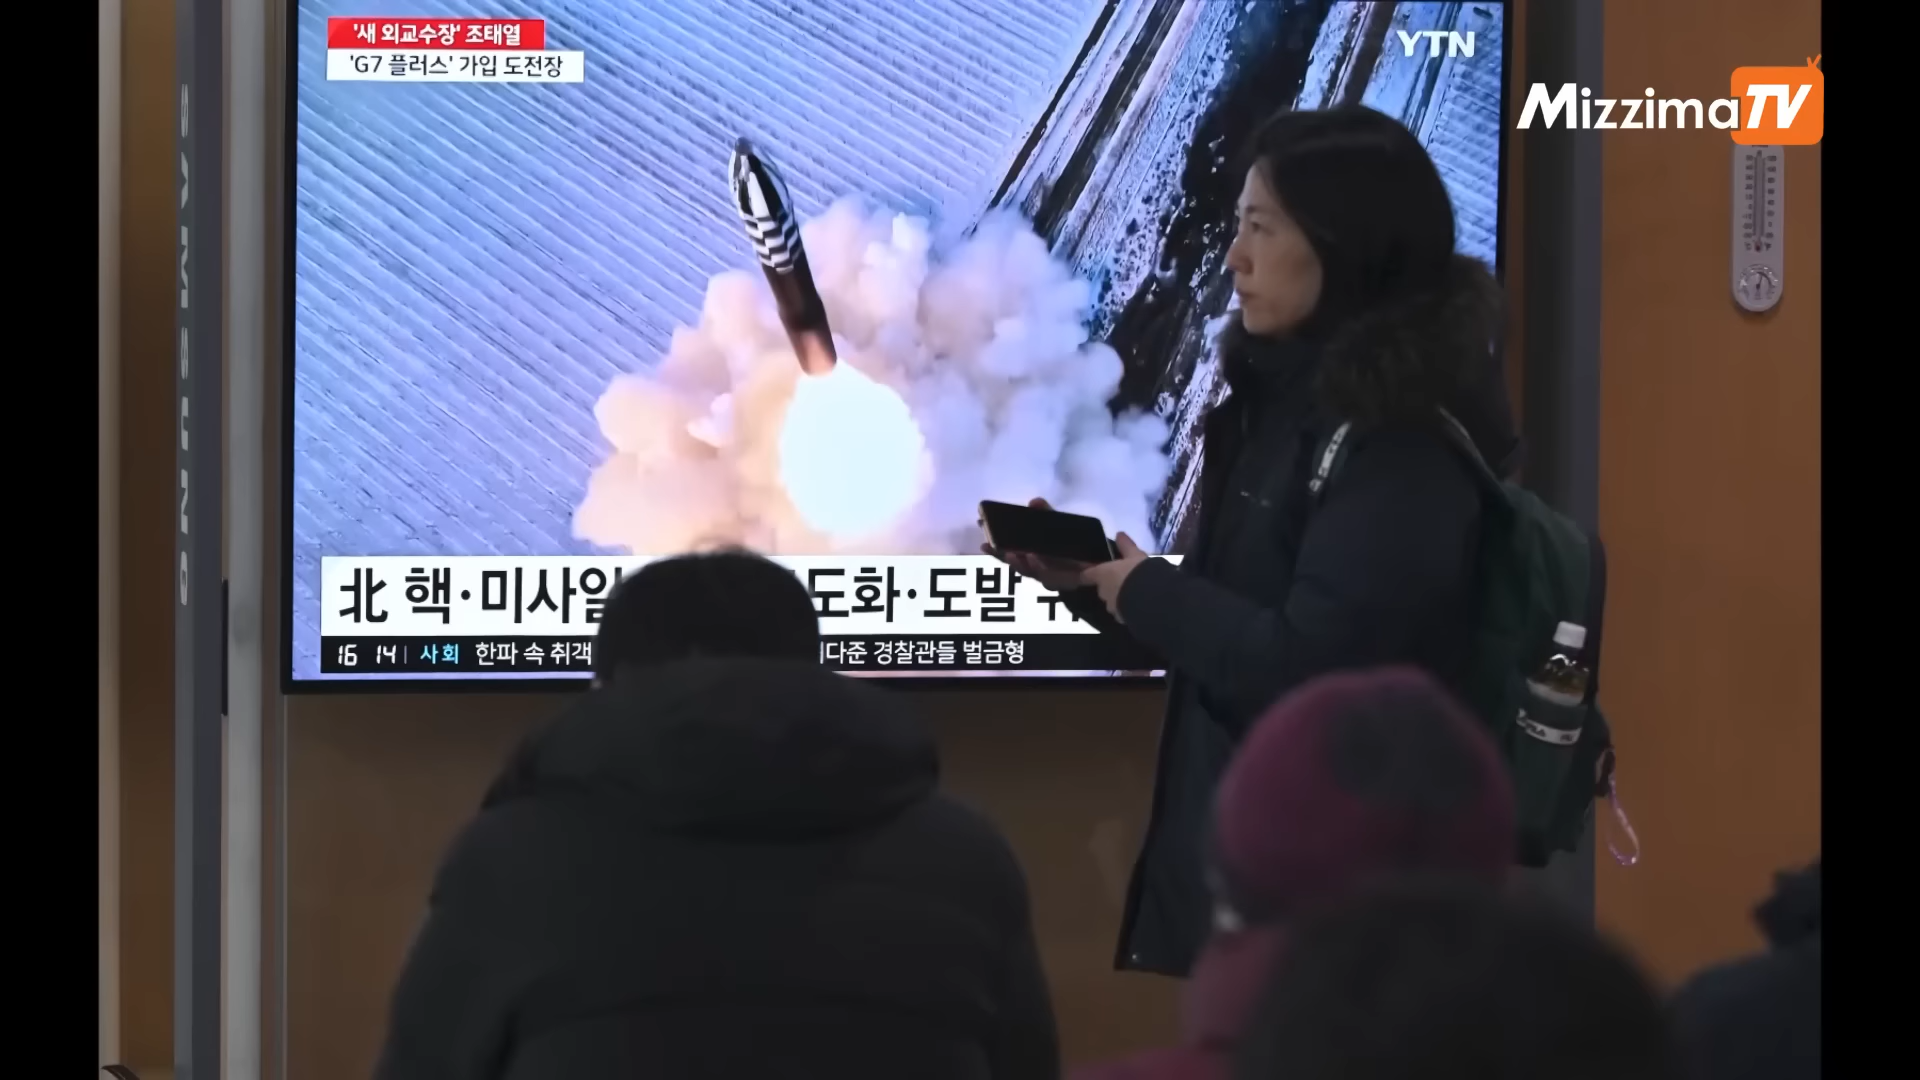 '새 외교수장' 조태열
'G7 플러스' 가입 도전장
YTN
MizzimaTV
SAMSUNG
北 핵·미사일 도화·도발
16 14 | 사회 한파 속 취객 다준 경찰관들 벌금형